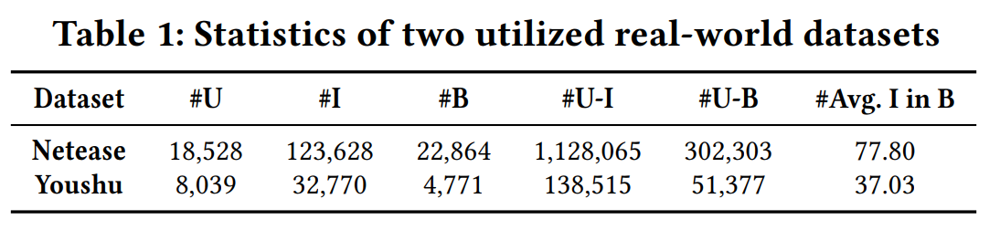 Table 1: Statistics of two utilized real-world datasets
Dataset #U #I #B #U-I #U-B #Avg. I in B
Netease 18,528 123,628 22,864 1,128,065 302,303 77.80
Youshu 8,039 32,770 4,771 138,515 51,377 37.03